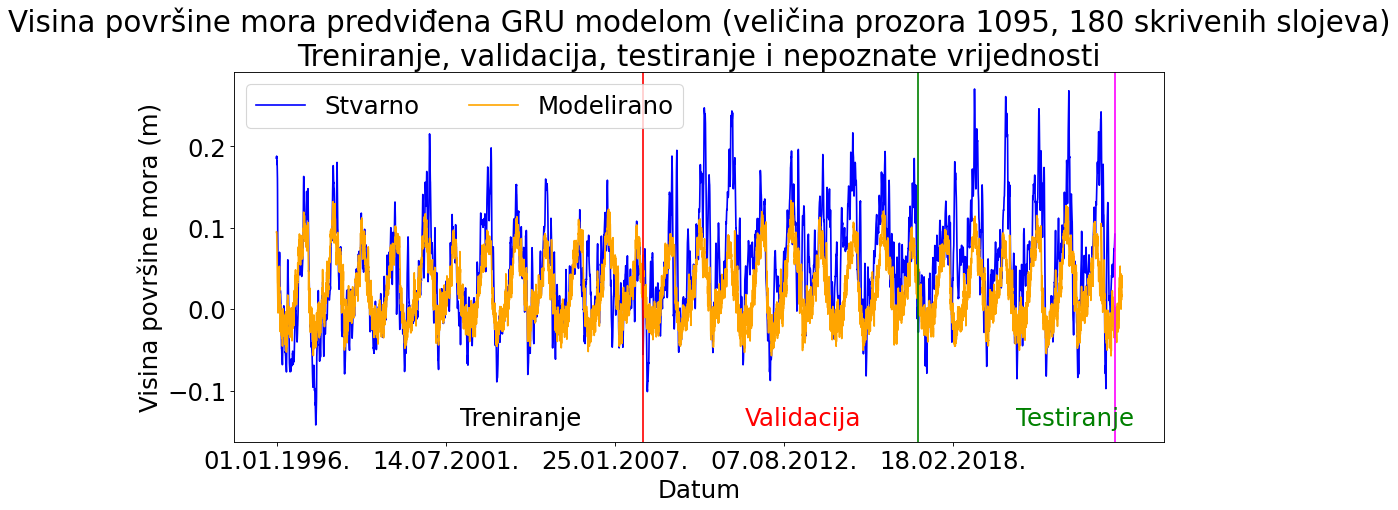 Visina površine mora predviđena GRU modelom (veličina prozora 1095, 180 skrivenih slojeva)
Treniranje, validacija, testiranje i nepoznate vrijednosti
Stvarno
Modelirano
Visina površine mora (m)
0.2
0.1
0.0
−0.1
Treniranje
Validacija
Testiranje
01.01.1996.
14.07.2001.
25.01.2007.
07.08.2012.
18.02.2018.
Datum